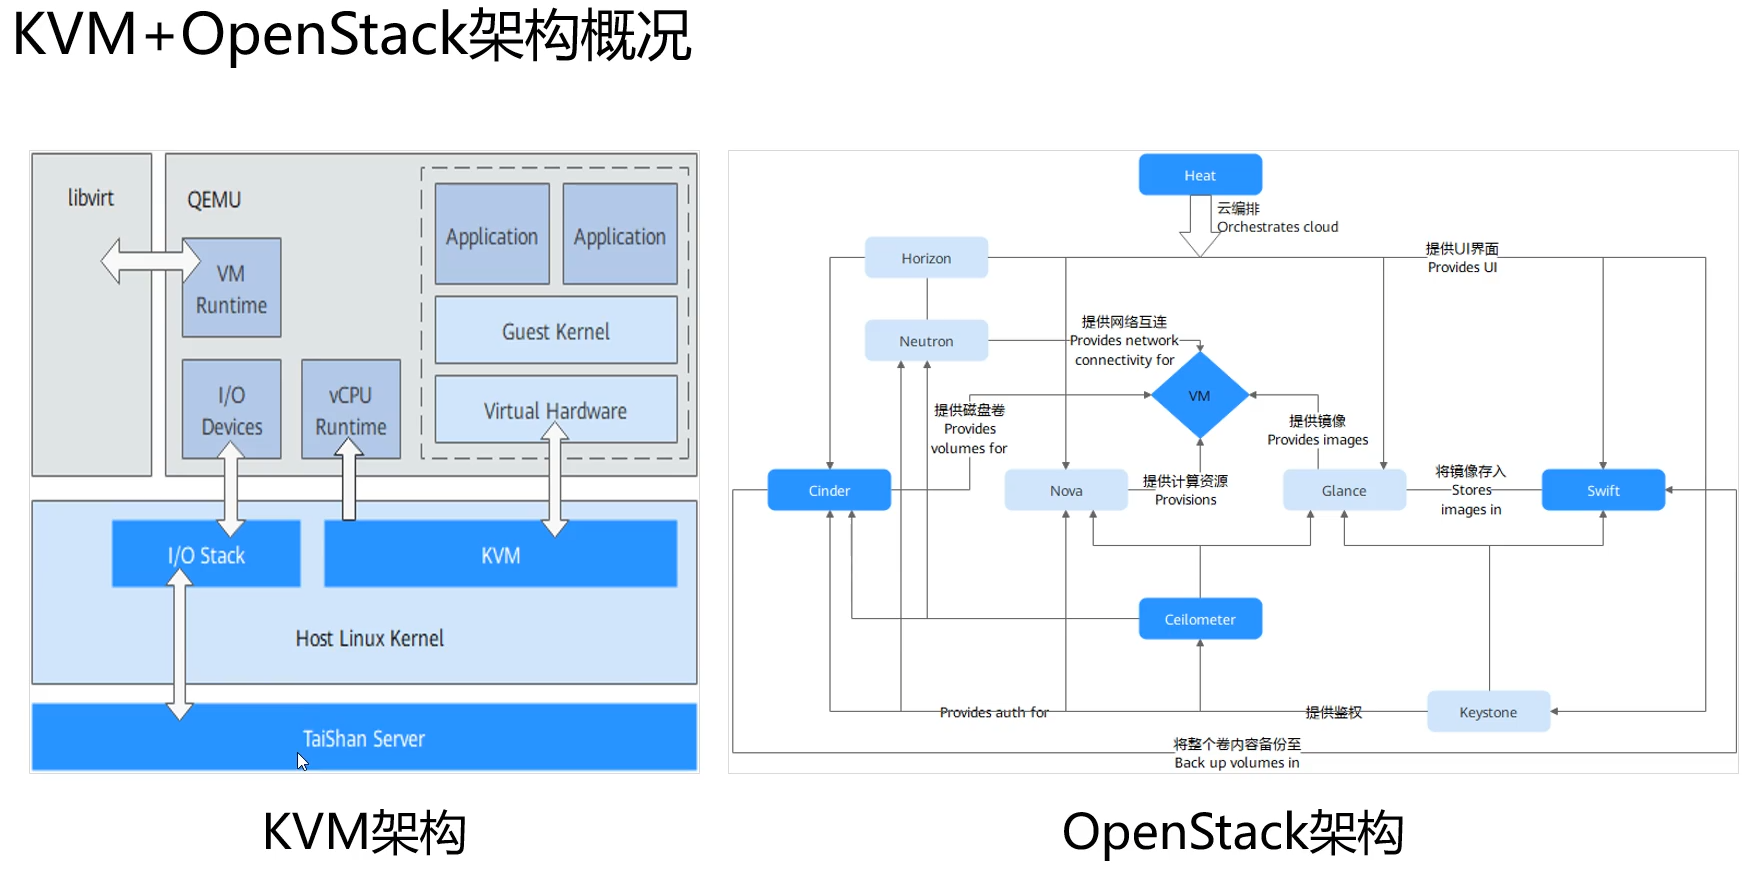 KVM+OpenStack架构概况
libvirt
QEMU
VM
Runtime
I/O
Devices
vCPU
Runtime
Application
Application
Guest Kernel
Virtual Hardware
I/O Stack
KVM
Host Linux Kernel
TaiShan Server
KVM架构
Heat
云编排
Orchestrates cloud
Horizon
提供UI界面
Provides UI
Neutron
提供网络互连
Provides network
connectivity for
VM
提供磁盘卷
Provides
volumes for
提供镜像
Provides images
Cinder
Nova
提供计算资源
Provisions
Glance
将镜像存入
Stores
images in
Swift
Ceilometer
Provides auth for
提供鉴权
Keystone
将整个卷内容备份至
Back up volumes in
OpenStack架构